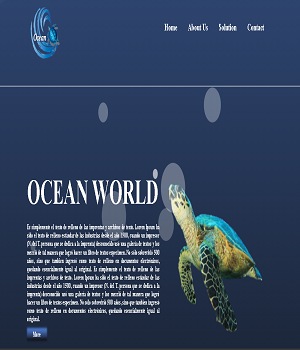 Ocean
Home About Us Solution Contact
OCEAN WORLD
Es simplemente el texto de relleno de las imprentas y archivos de texto. Lorem Ipsum ha
sido el texto de relleno estándar de las industrias desde el año 1500, cuando un impresor
(N. del T. persona que se dedica a la imprenta) desconocido usó una galería de textos y los
mezcló de tal manera que logró hacer un libro de textos especimen. No sólo sobrevivió 500
años, sino que también ingresó como texto de relleno en documentos electrónicos,
quedando esencialmente igual al original. Es simplemente el texto de relleno de las
imprentas y archivos de texto. Lorem Ipsum ha sido el texto de relleno estándar de las
industrias desde el año 1500, cuando un impresor (N. del T. persona que se dedica a la
imprenta) desconocido usó una galería de textos y los mezcló de tal manera que logró
hacer un libro de textos especimen. No sólo sobrevivió 500 años, sino que también ingresó
como texto de relleno en documentos electrónicos, quedando esencialmente igual al
original.
More